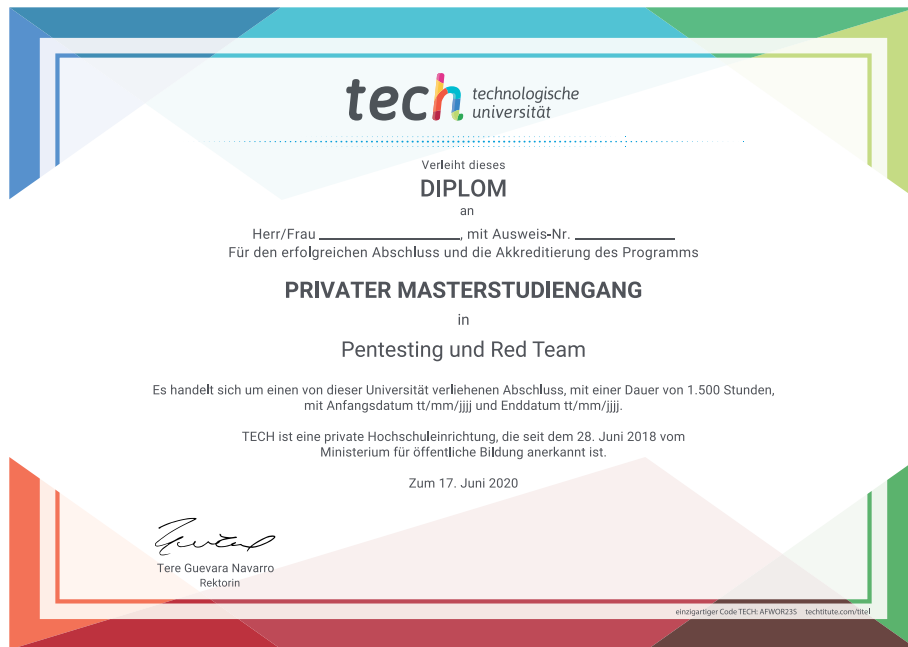 tech technologische
universität
Verleiht dieses
DIPLOM
an
Herr/Frau ____________________, mit Ausweis-Nr. ______________
Für den erfolgreichen Abschluss und die Akkreditierung des Programms
PRIVATER MASTERSTUDIENGANG
in
Pentesting und Red Team
Es handelt sich um einen von dieser Universität verliehenen Abschluss, mit einer Dauer von 1.500 Stunden,
mit Anfangsdatum tt/mm/jjjj und Enddatum tt/mm/jjjj.
TECH ist eine private Hochschuleinrichtung, die seit dem 28. Juni 2018 vom
Ministerium für öffentliche Bildung anerkannt ist.
Zum 17. Juni 2020
Tere Guevara Navarro
Rektorin
einzigartiger Code TECH: AFWOR235 techtitute.com/titel